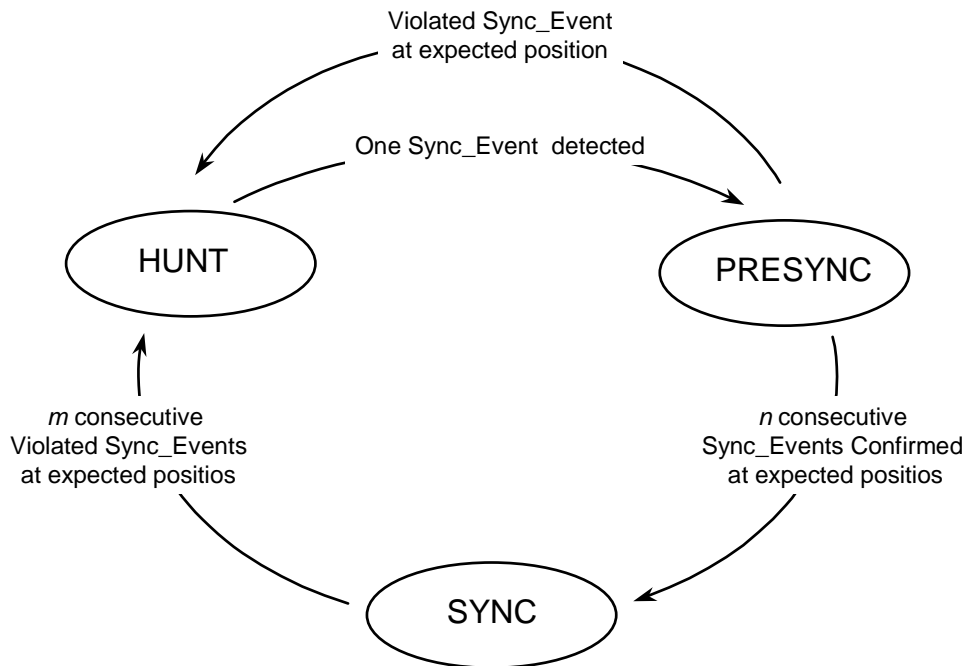 Violated Sync_Event
at expected position
One Sync_Event detected
HUNT
PRESYNC
m consecutive
Violated Sync_Events
at expected positios
n consecutive
Sync_Events Confirmed
at expected positios
SYNC